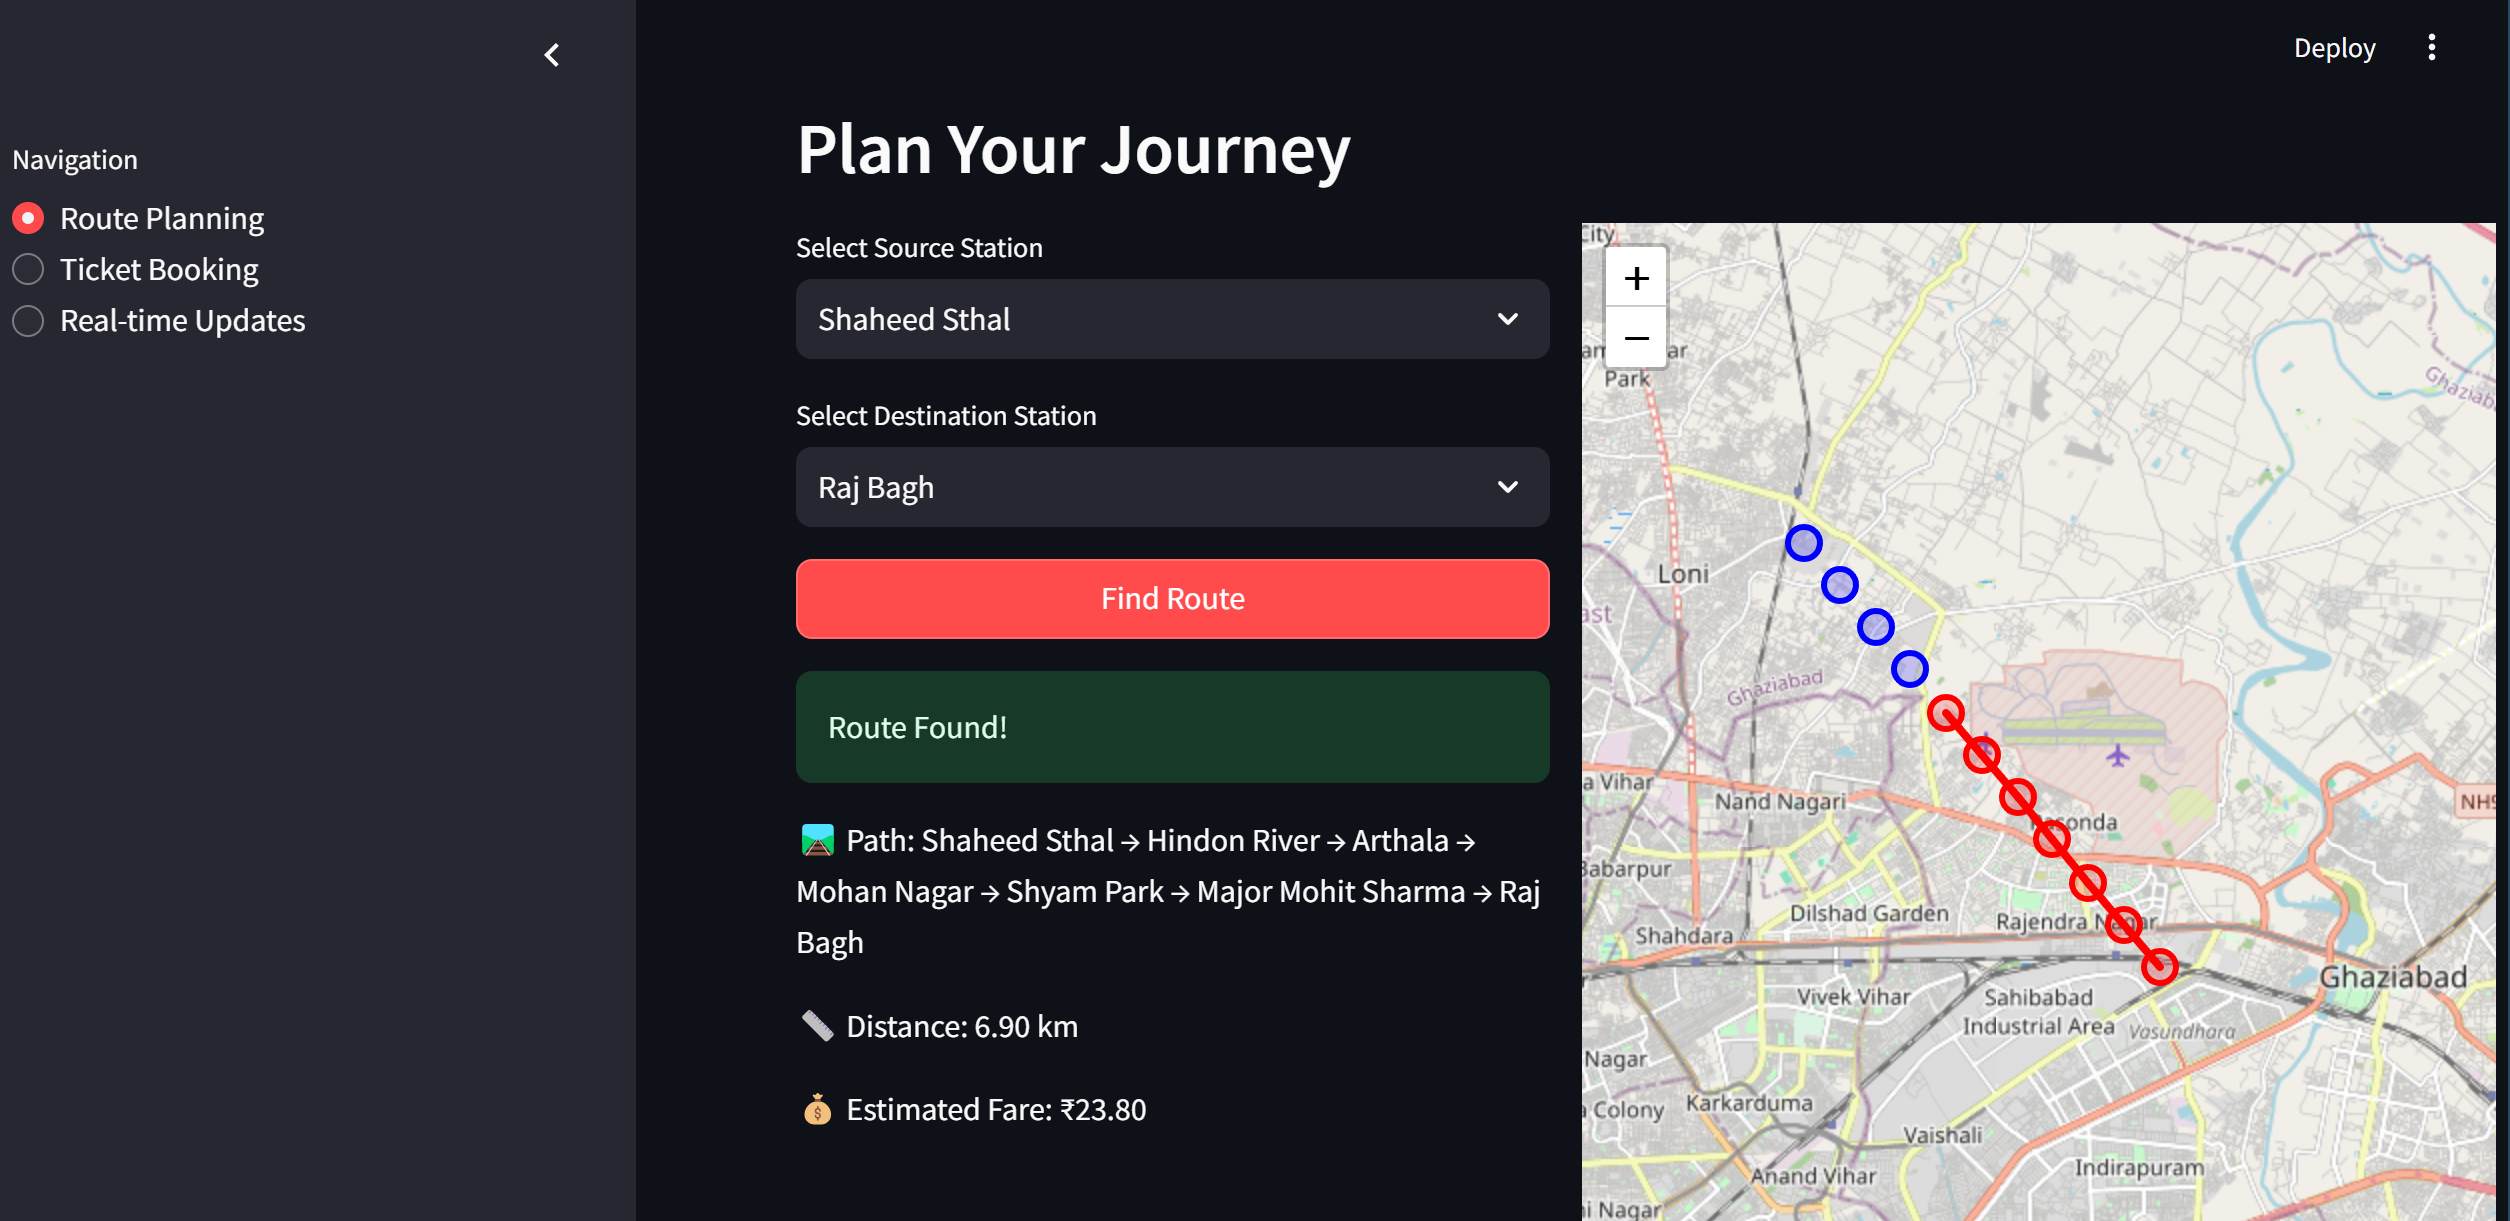 Deploy
Navigation
Route Planning
Ticket Booking
Real-time Updates
Plan Your Journey
Select Source Station
Shaheed Sthal
Select Destination Station
Raj Bagh
Find Route
Route Found!
Path: Shaheed Sthal → Hindon River → Arthala →
Mohan Nagar → Shyam Park → Major Mohit Sharma → Raj
Bagh
Distance: 6.90 km
Estimated Fare: ₹23.80
City
+
−
Park
Ghaziab
Loni
Ghaziabad
a Vihar
Nand Nagari
NH9
Babarpur
Dilshad Garden
Rajendra
Shahdara
Ghaziabad
Vivek Vihar
Sahibabad
Industrial Area
Vasundhara
Nagar
Colony
Karkarduma
Vaishali
Anand Vihar
Indirapuram
Nagar